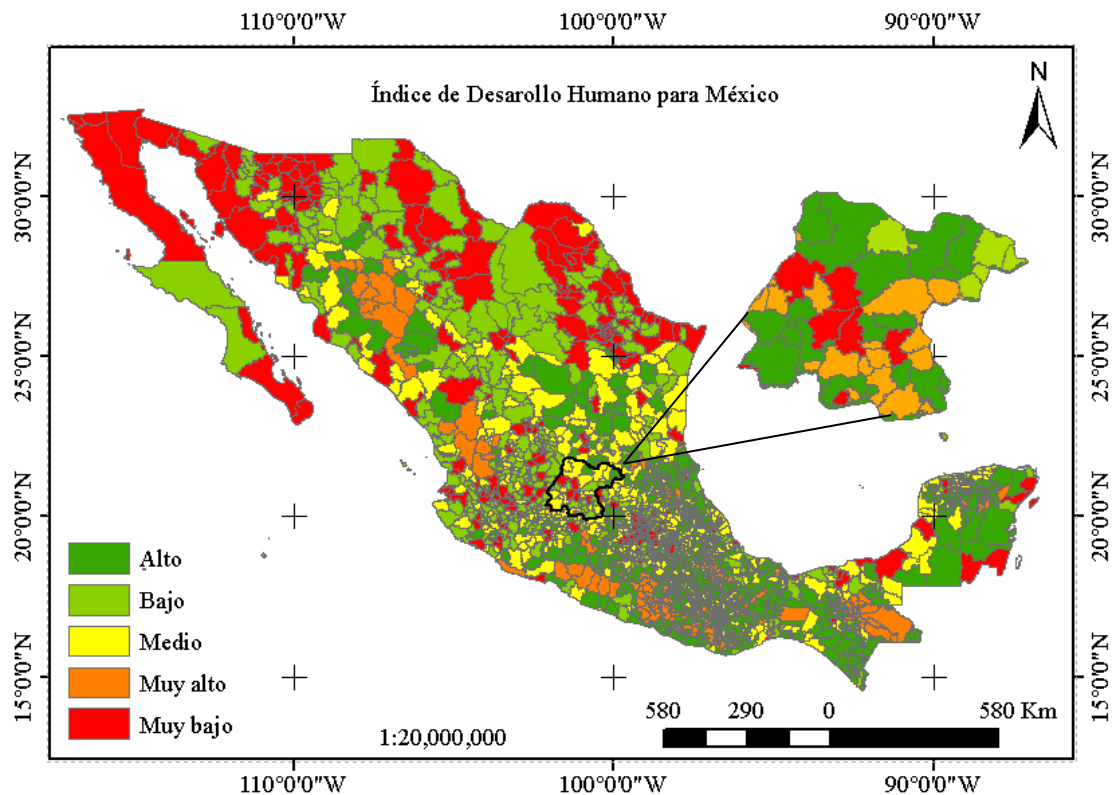 110°0'0"W 100°0'0"W 90°0'0"W
Índice de Desarollo Humano para México
N
30°0'0"N 30°0'0"N
25°0'0"N 25°0'0"N
20°0'0"N 20°0'0"N
15°0'0"N 15°0'0"N
Alto
Bajo
Medio
Muy alto
Muy bajo
1:20,000,000
580 290 0 580 Km
110°0'0"W 100°0'0"W 90°0'0"W